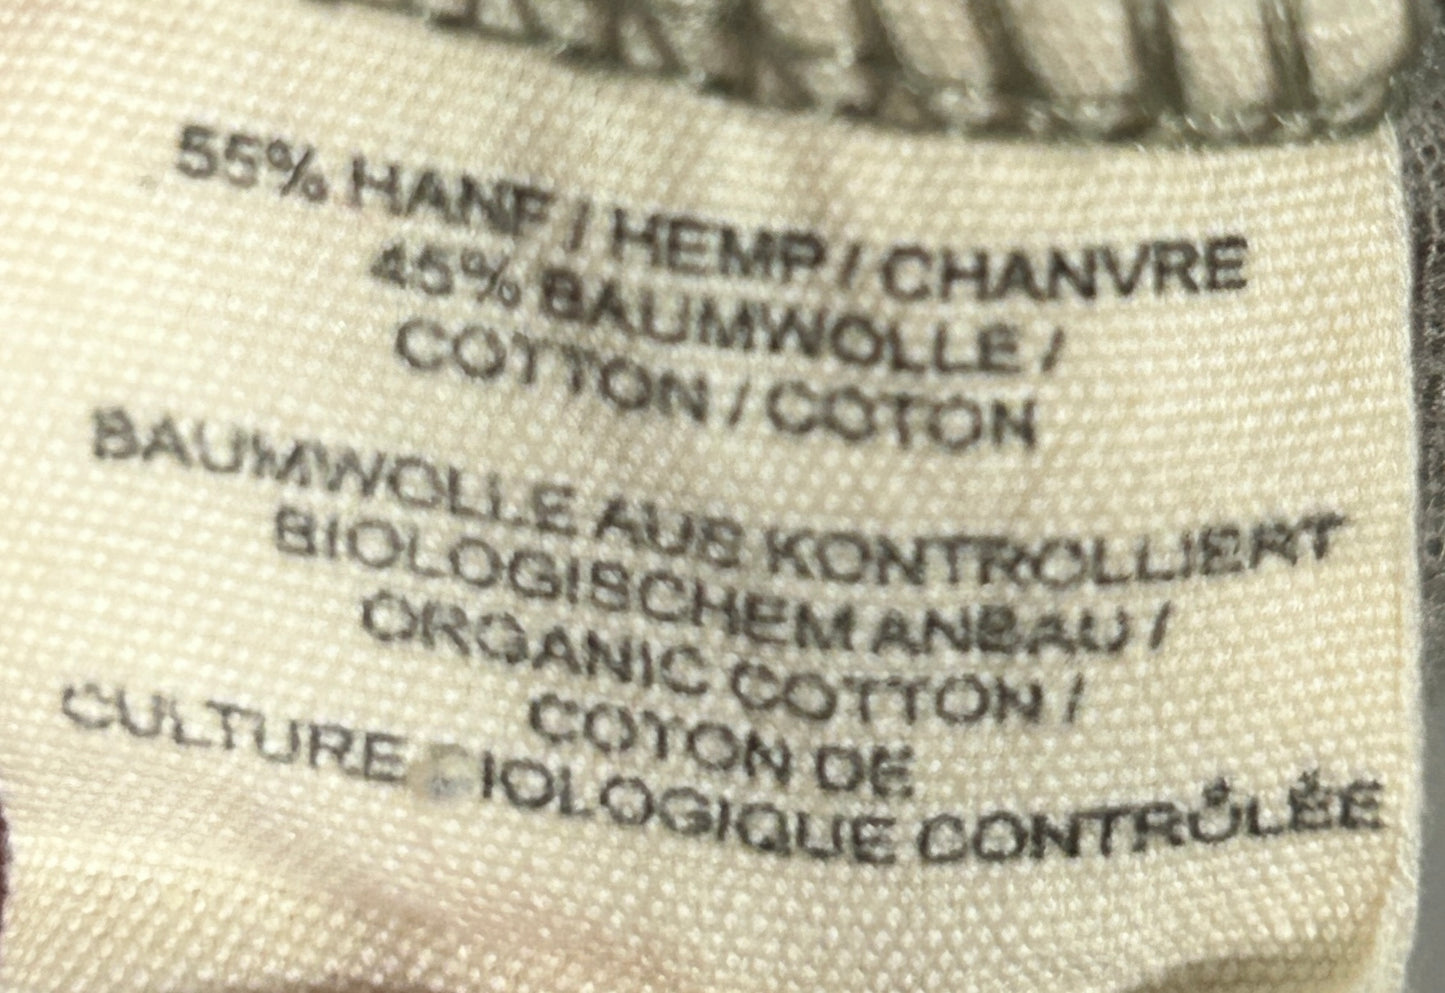 55% HANF / HEMP / CHANVRE
45% BAUMWOLLE /
COTTON / COTON
BAUMWOLLE AUS KONTROLLIERT
BIOLOGISCHEM ANBAU /
ORGANIC COTTON /
COTON DE
CULTURE BIOLOGIQUE CONTRÔLÉE